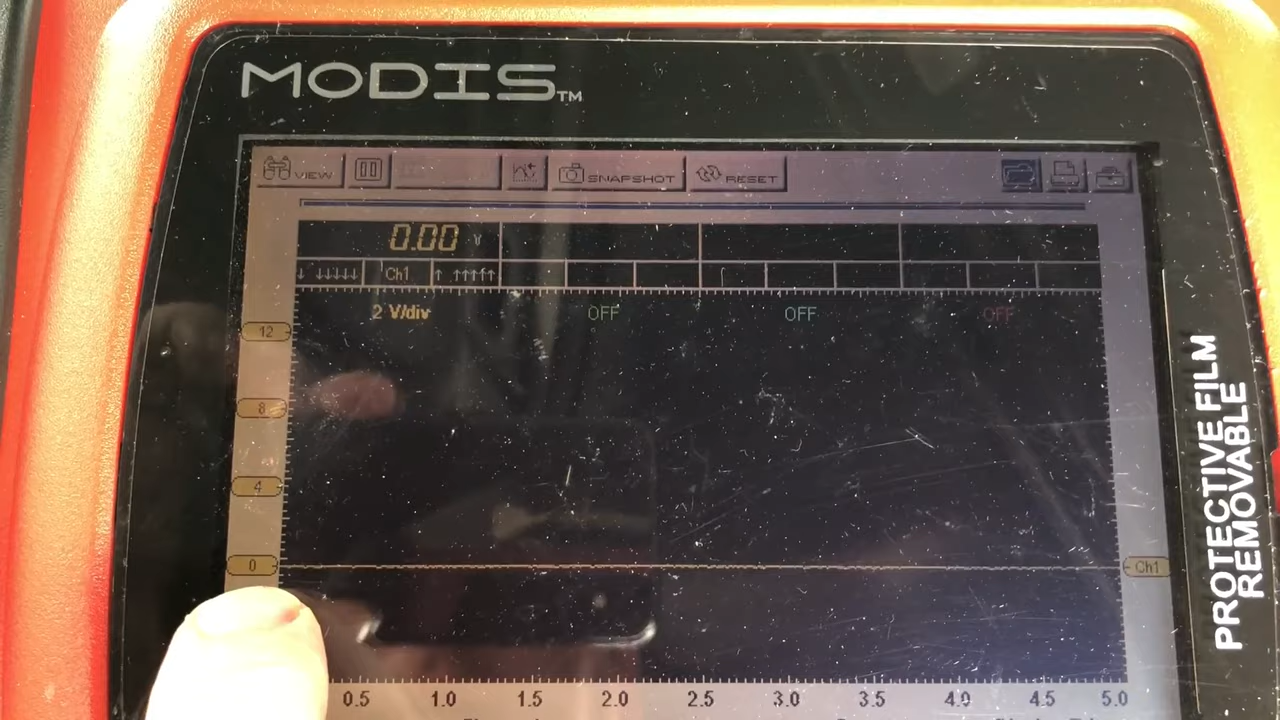 MODIS™
VIEW SNAPSHOT RESET
0.00 V
↓ ↓↓↓↓↓ Ch1 ↑ ↑↑↑↑↑
2 V/div OFF OFF OFF
12
8
4
0
Ch1
0.5 1.0 1.5 2.0 2.5 3.0 3.5 4.0 4.5 5.0
PROTECTIVE FILM
REMOVABLE